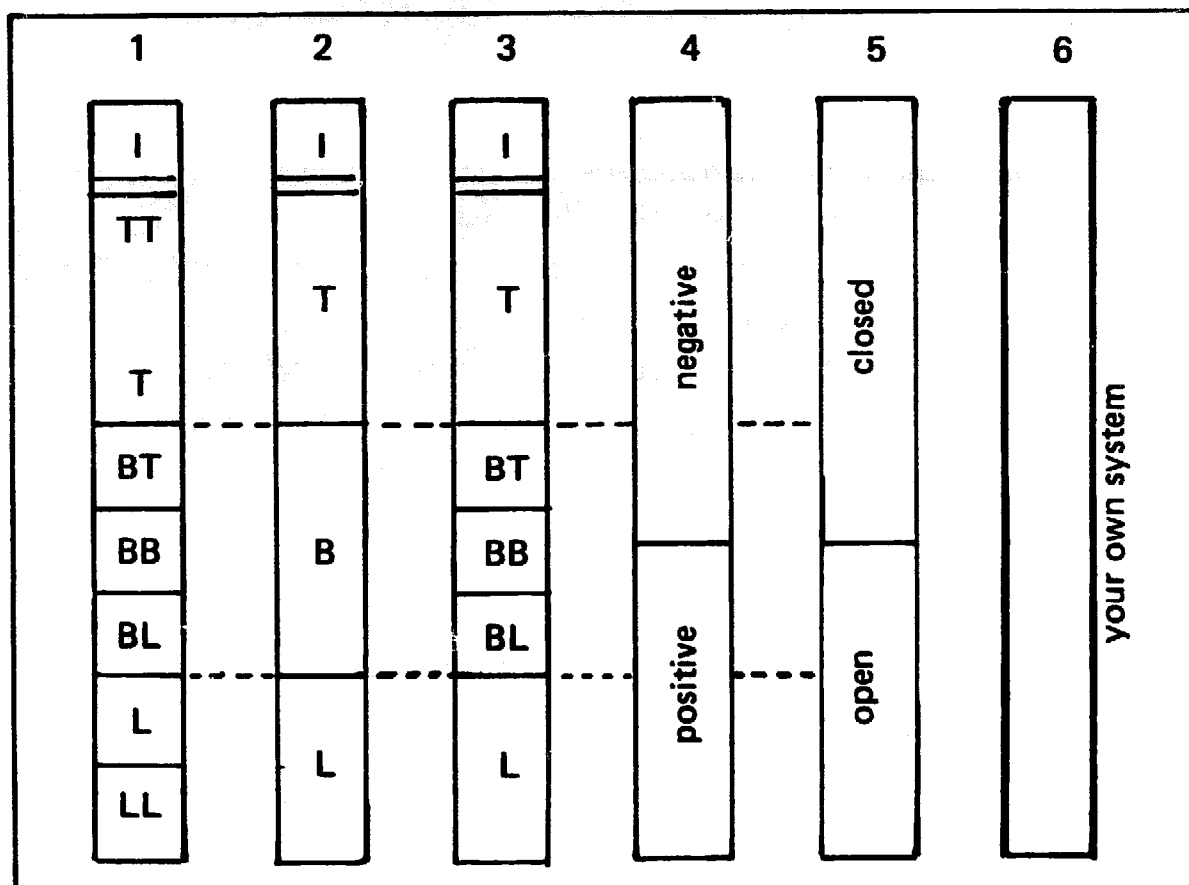 1 2 3 4 5 6
I I I
TT
T T
negative
closed
T
BT BT
BB B BB
BL BL
your own system
L
positive
open
L L
LL